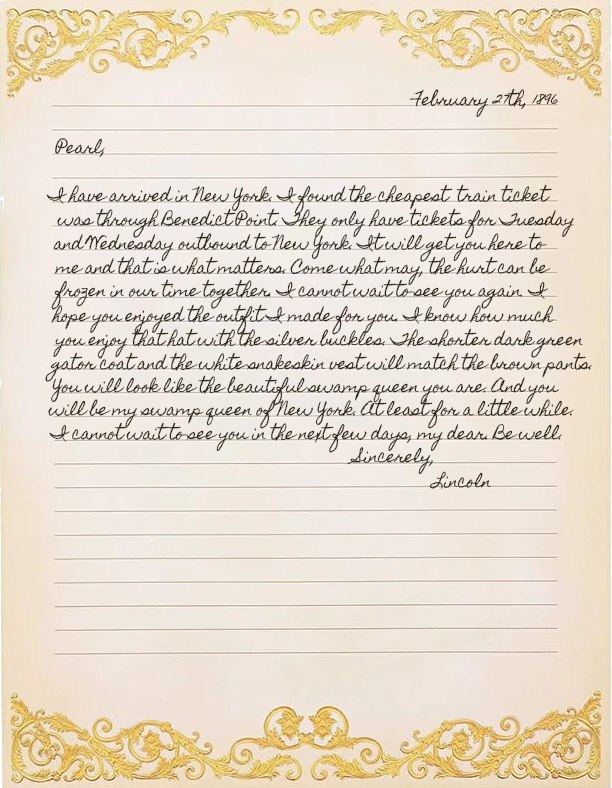 February 27th, 1896
Pearl,
I have arrived in New York. I found the cheapest train ticket
was through Benedict Point. They only have tickets for Tuesday
and Wednesday outbound to New York. It will get you here to
me and that is what matters. Come what may, the hurt can be
frozen in our time together. I cannot wait to see you again. I
hope you enjoyed the outfit I made for you. I know how much
you enjoy that hat with the silver buckles. The shorter dark green
gator coat and the white snakeskin vest will match the brown pants.
You will look like the beautiful swamp queen you are. And you
will be my swamp queen of New York. At least for a little while.
I cannot wait to see you in the next few days, my dear. Be well.
Sincerely,
Lincoln